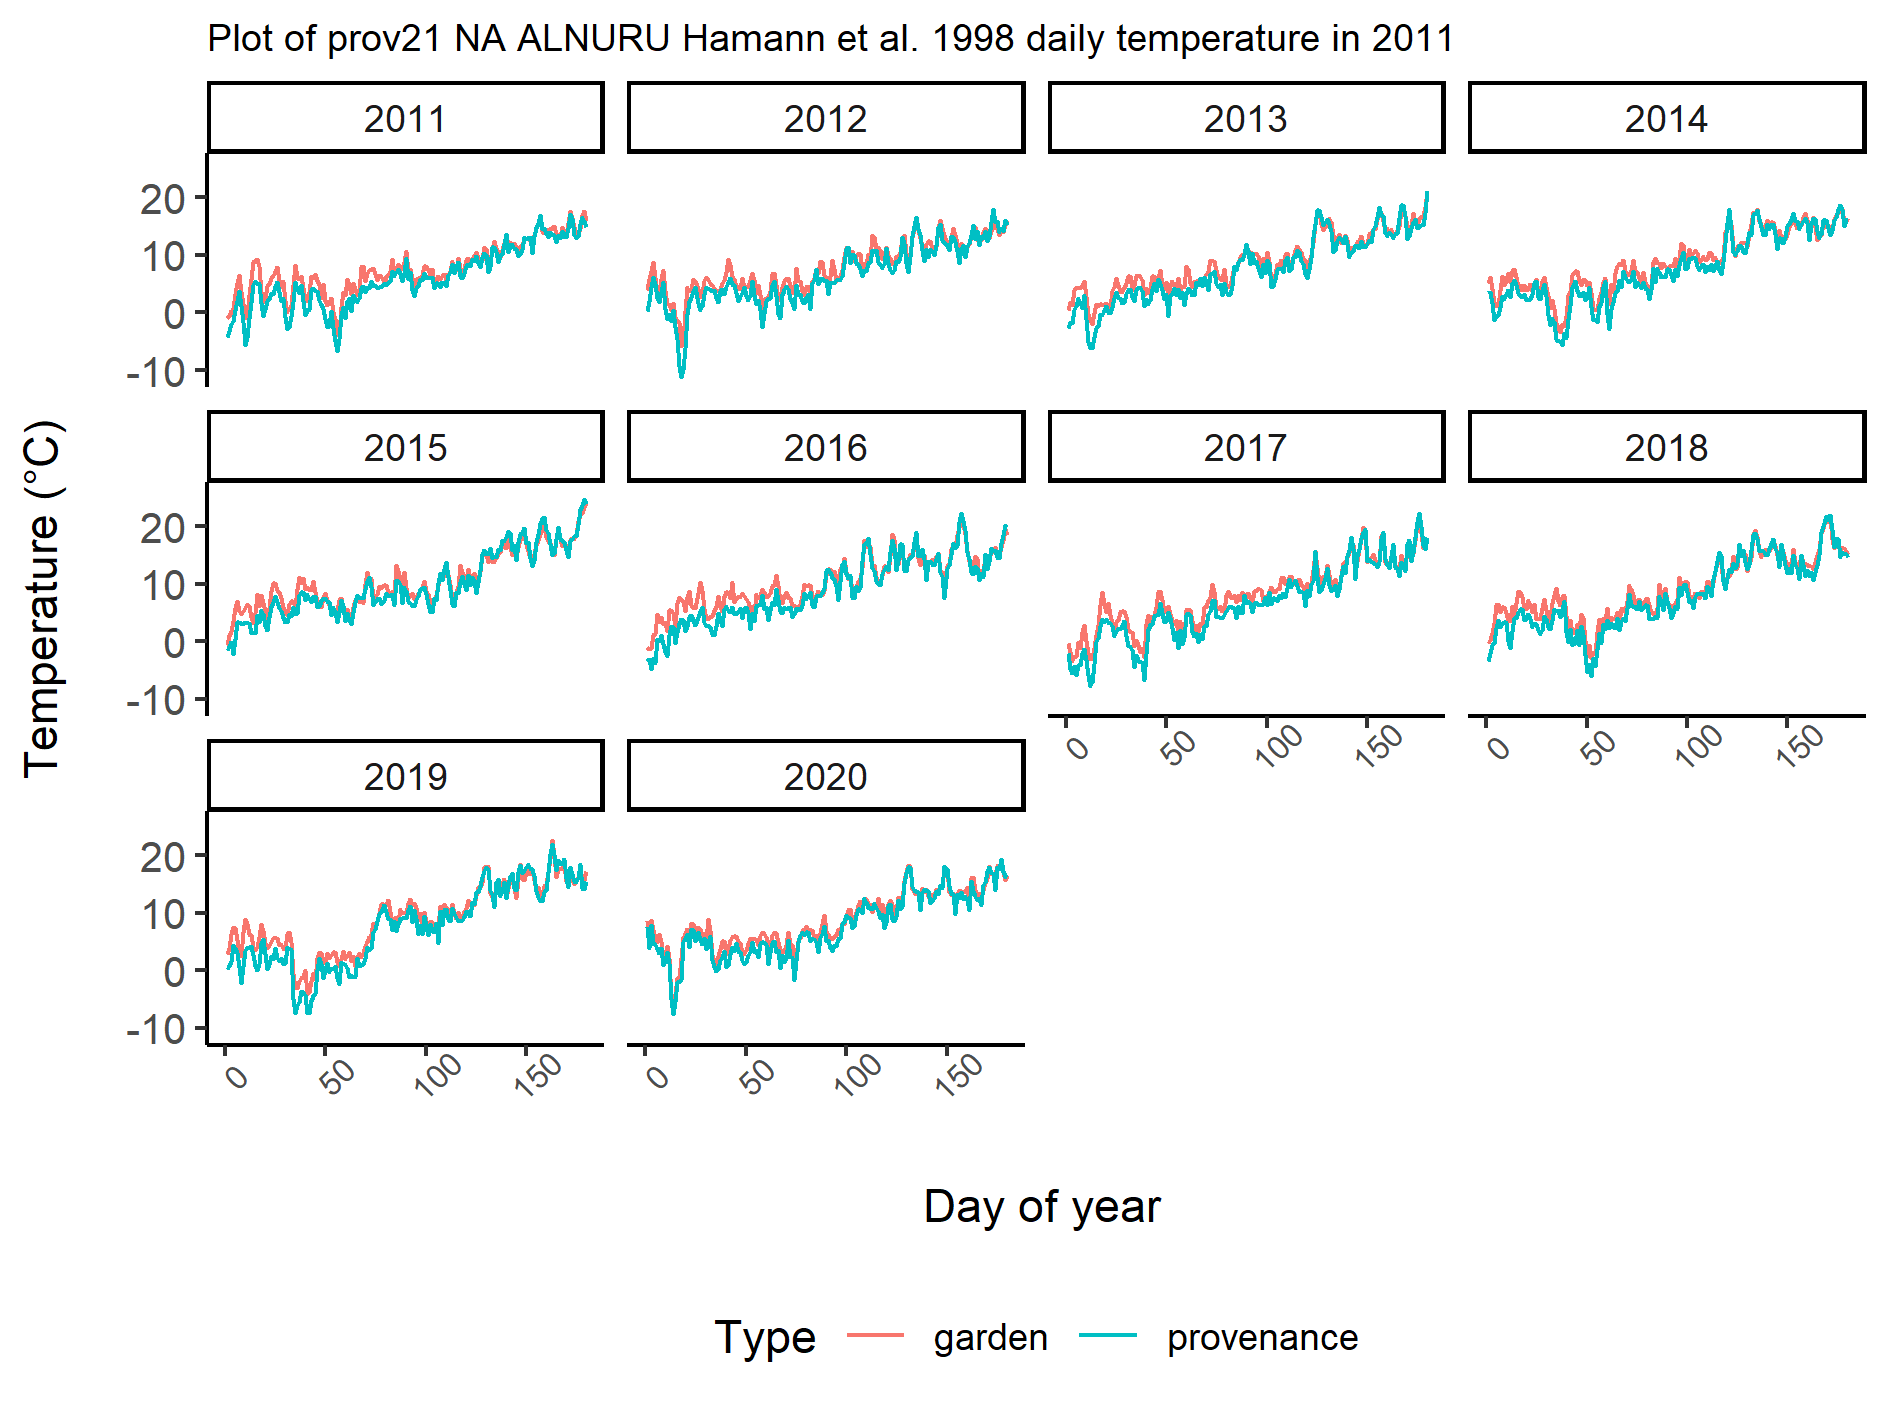 Plot of prov21 NA ALNURU Hamann et al. 1998 daily temperature in 2011
2011 2012 2013 2014
20
10
0
-10
2015 2016 2017 2018
20
10
0
-10
0 50 100 150 0 50 100 150
2019 2020
20
10
0
-10
0 50 100 150 0 50 100 150
Temperature (°C)
Day of year
Type garden provenance